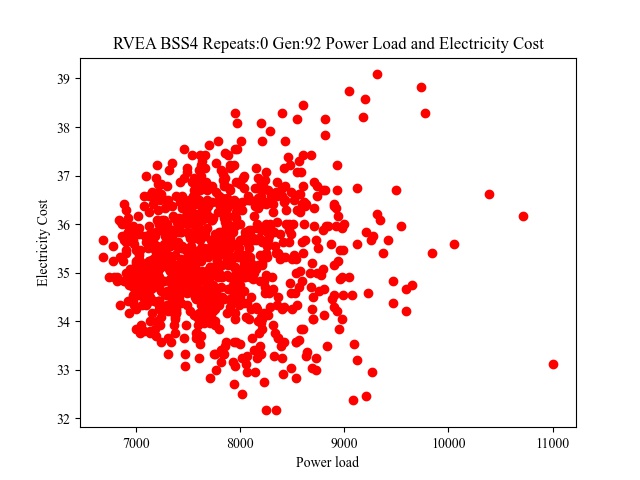 RVEA BSS4 Repeats:0 Gen:92 Power Load and Electricity Cost
39
38
37
36
35
34
33
32
Electricity Cost
7000 8000 9000 10000 11000
Power load